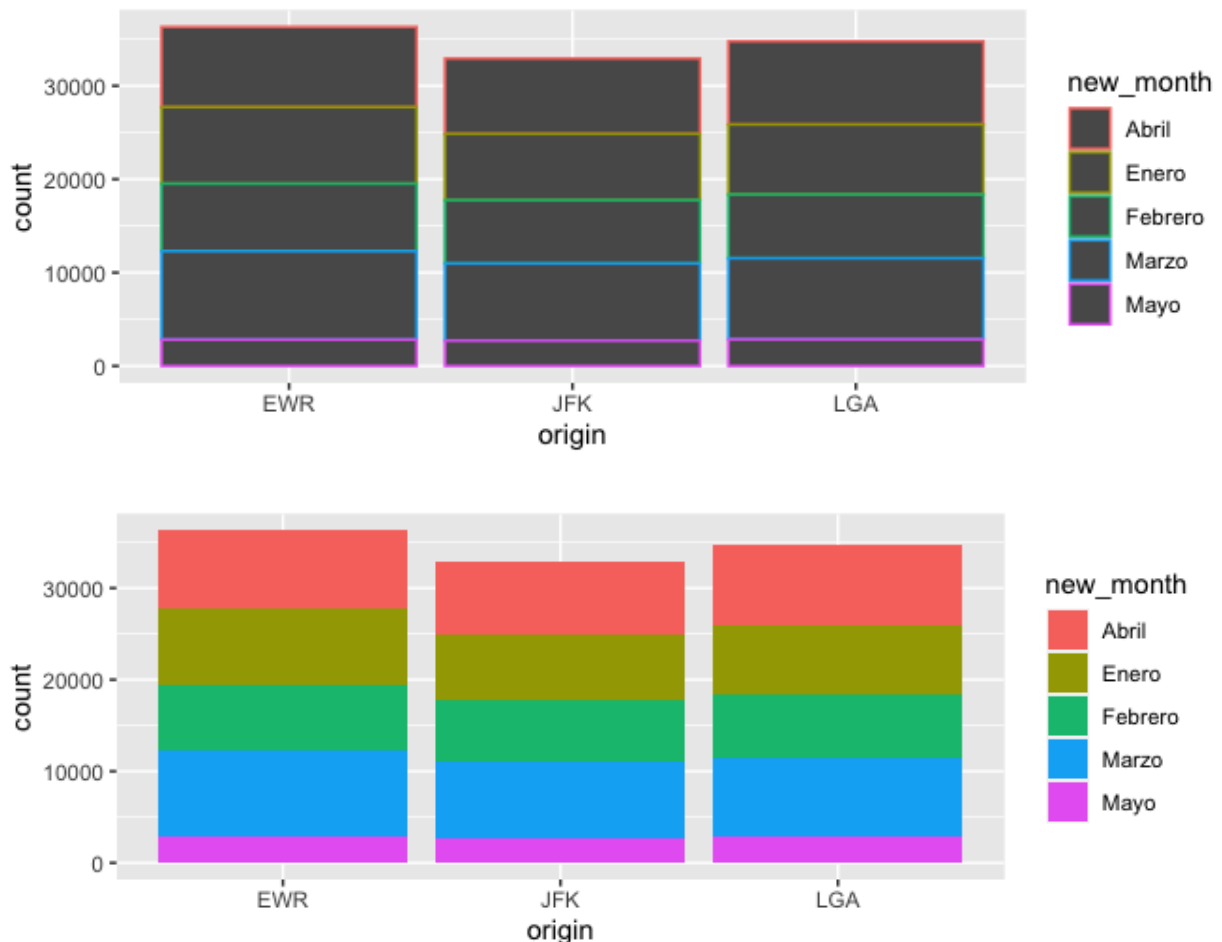 30000
20000
10000
0
count
EWR JFK LGA
origin
new_month
Abril
Enero
Febrero
Marzo
Mayo
30000
20000
10000
0
count
EWR JFK LGA
origin
new_month
Abril
Enero
Febrero
Marzo
Mayo